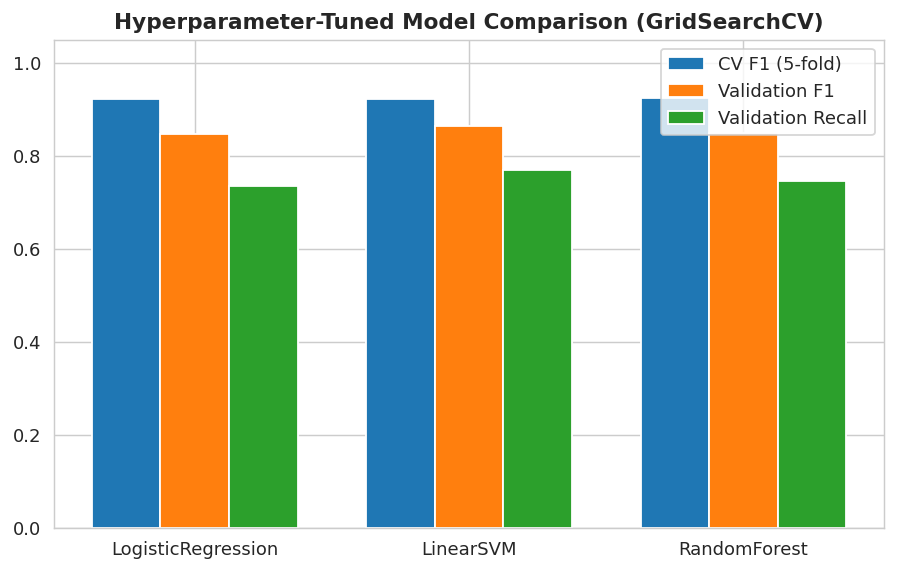 Hyperparameter-Tuned Model Comparison (GridSearchCV)
CV F1 (5-fold)
Validation F1
Validation Recall
1.0
0.8
0.6
0.4
0.2
0.0
LogisticRegression
LinearSVM
RandomForest